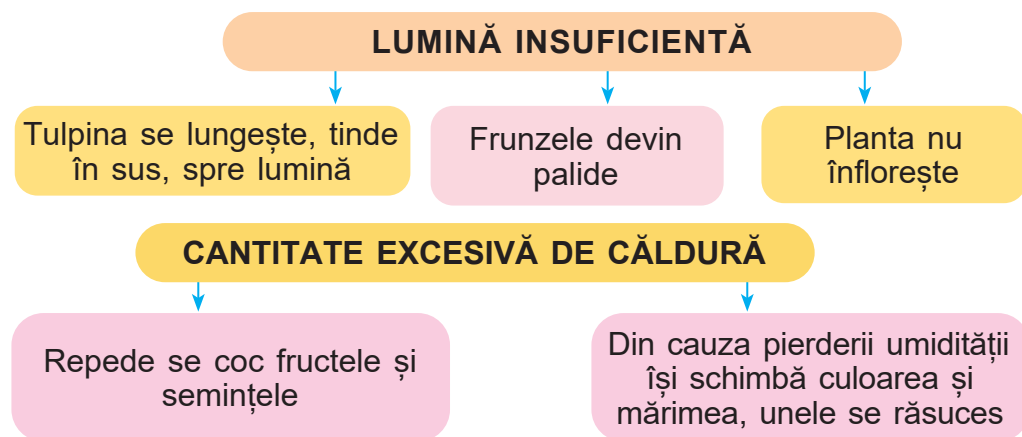 LUMINĂ INSUFICIENTĂ
Tulpina se lungește, tinde
în sus, spre lumină
Frunzele devin
palide
Planta nu
înflorește
CANTITATE EXCESIVĂ DE CĂLDURĂ
Repede se coc fructele și
semințele
Din cauza pierderii umidității
își schimbă culoarea și
mărimea, unele se răsuces